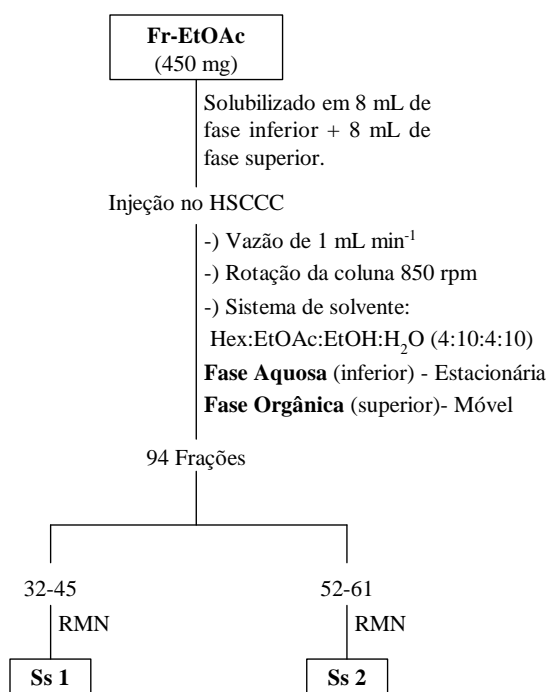 Fr-EtOAc
(450 mg)
Solubilizado em 8 mL de
fase inferior + 8 mL de
fase superior.
Injeção no HSCCC
-) Vazão de 1 mL min⁻¹
-) Rotação da coluna 850 rpm
-) Sistema de solvente:
Hex:EtOAc:EtOH:H₂O (4:10:4:10)
Fase Aquosa (inferior) - Estacionária
Fase Orgânica (superior)- Móvel
94 Frações
32-45 52-61
RMN RMN
Ss 1 Ss 2